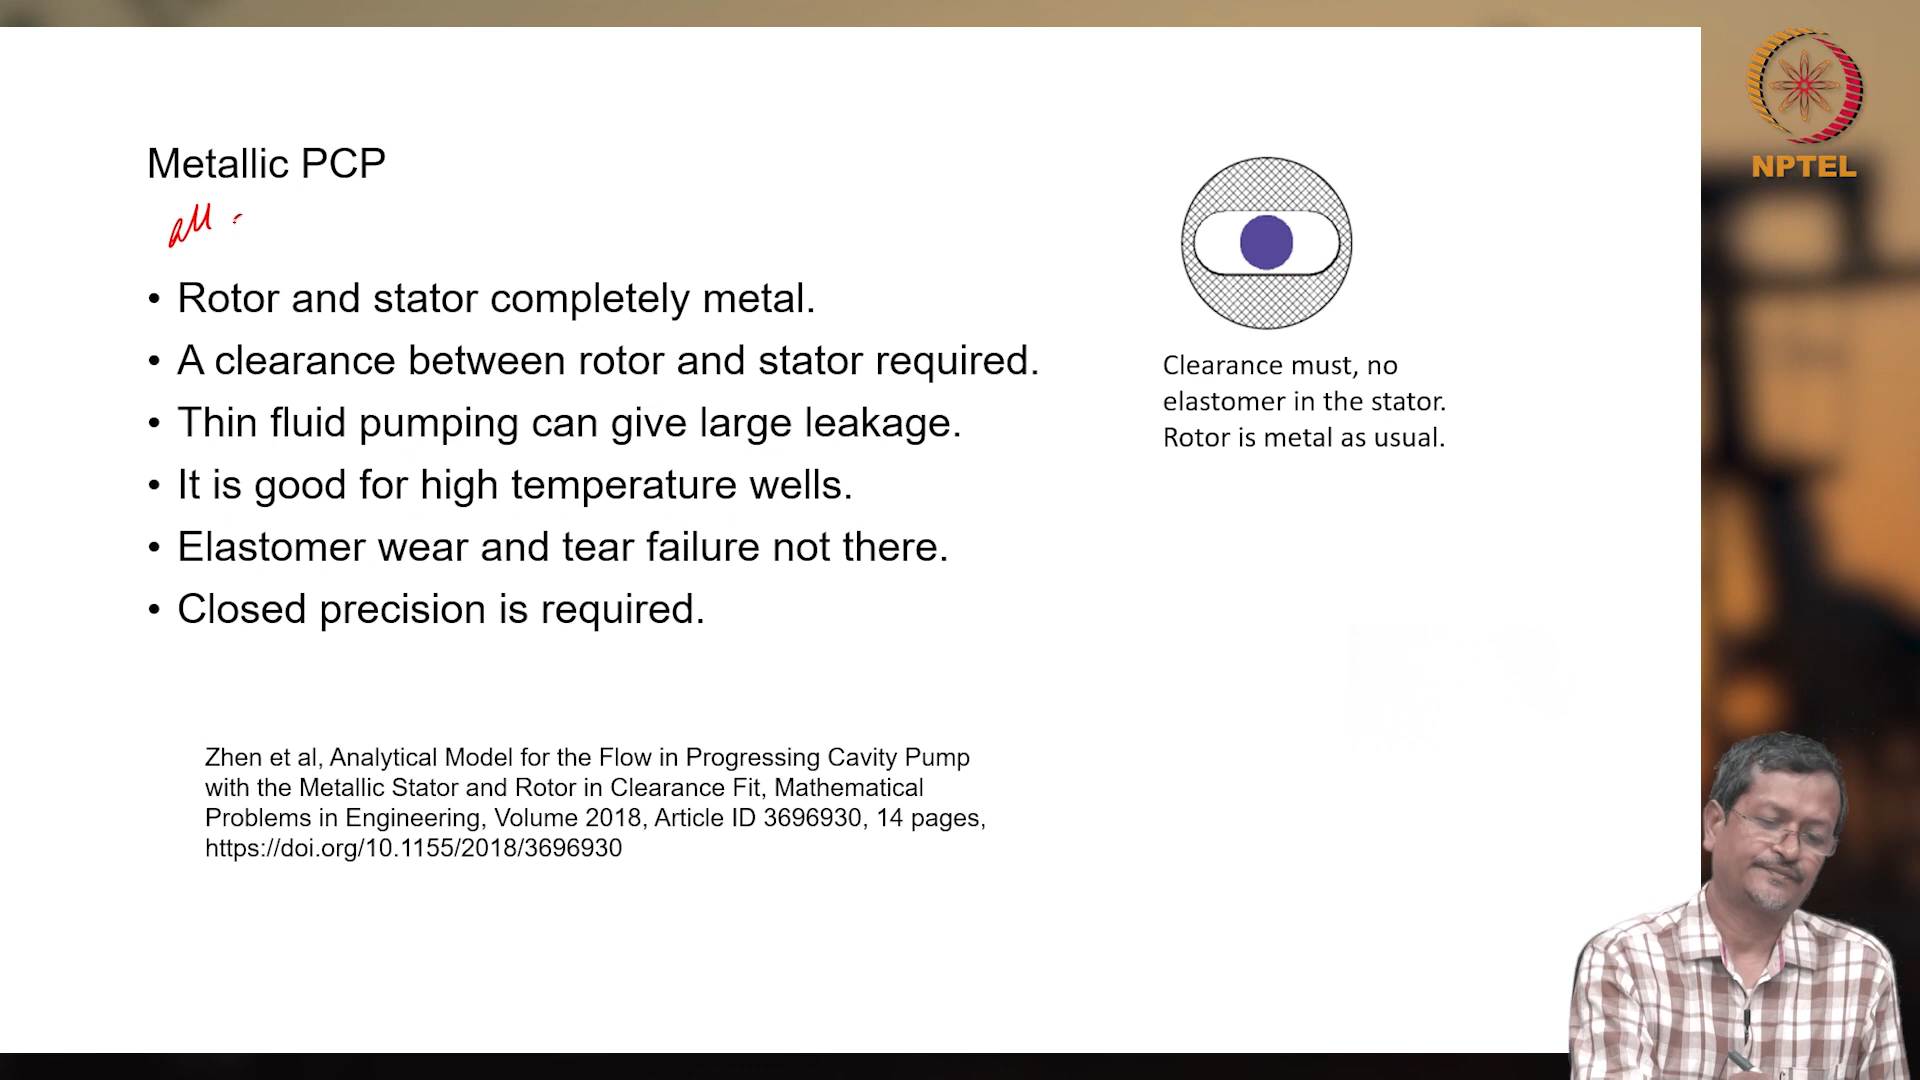 Metallic PCP
all
• Rotor and stator completely metal.
• A clearance between rotor and stator required.
• Thin fluid pumping can give large leakage.
• It is good for high temperature wells.
• Elastomer wear and tear failure not there.
• Closed precision is required.
Zhen et al, Analytical Model for the Flow in Progressing Cavity Pump
with the Metallic Stator and Rotor in Clearance Fit, Mathematical
Problems in Engineering, Volume 2018, Article ID 3696930, 14 pages,
https://doi.org/10.1155/2018/3696930
Clearance must, no
elastomer in the stator.
Rotor is metal as usual.
NPTEL